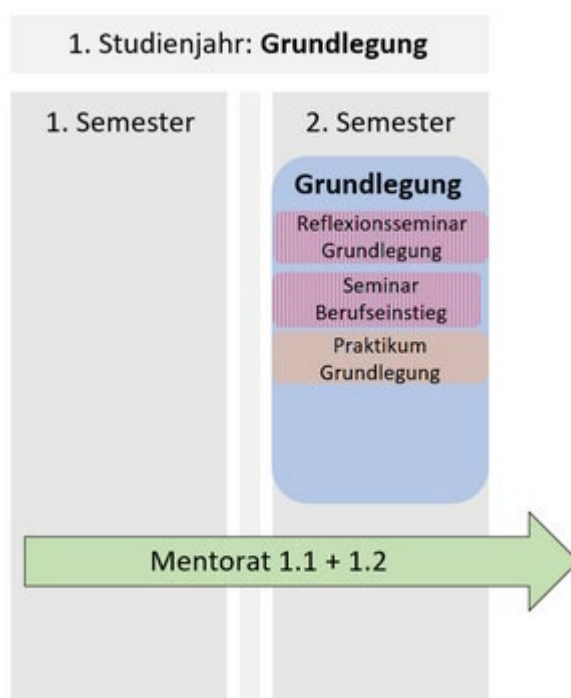 1. Studienjahr: Grundlegung
1. Semester
2. Semester
Grundlegung
Reflexionsseminar
Grundlegung
Seminar
Berufseinstieg
Praktikum
Grundlegung
Mentorat 1.1 + 1.2